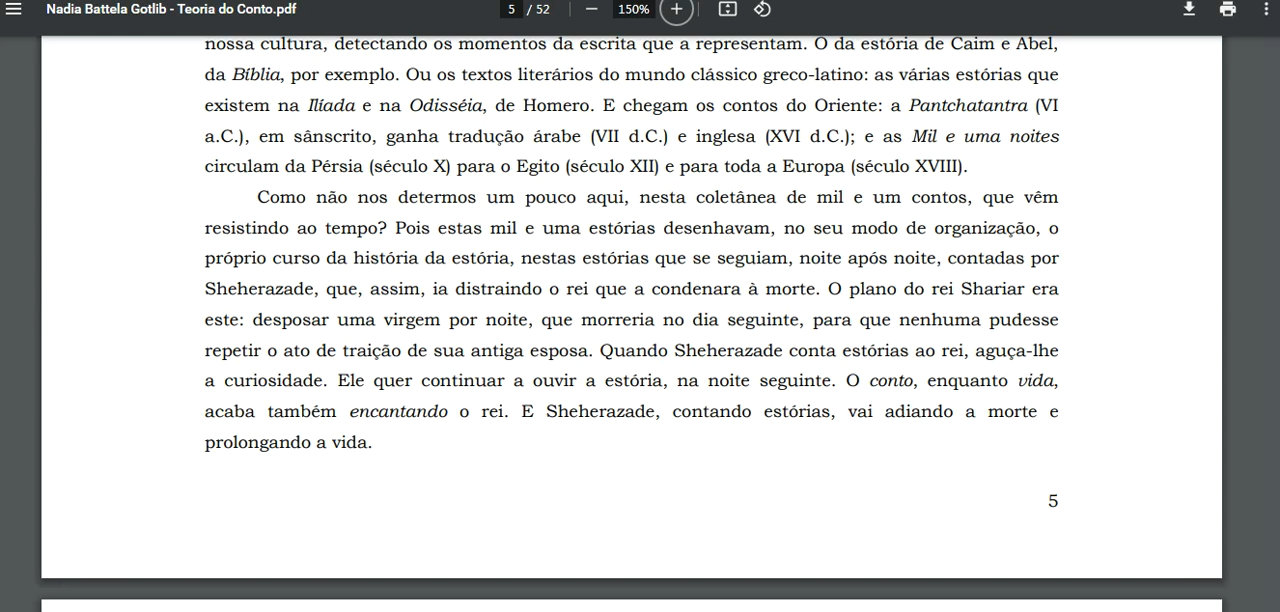 Nadia Battela Gotlib - Teoria do Conto.pdf
5 / 52
150%
nossa cultura, detectando os momentos da escrita que a representam. O da estória de Caim e Abel,
da Bíblia, por exemplo. Ou os textos literários do mundo clássico greco-latino: as várias estórias que
existem na Ilíada e na Odisséia, de Homero. E chegam os contos do Oriente: a Pantchatantra (VI
a.C.), em sânscrito, ganha tradução árabe (VII d.C.) e inglesa (XVI d.C.); e as Mil e uma noites
circulam da Pérsia (século X) para o Egito (século XII) e para toda a Europa (século XVIII).
Como não nos determos um pouco aqui, nesta coletânea de mil e um contos, que vêm
resistindo ao tempo? Pois estas mil e uma estórias desenhavam, no seu modo de organização, o
próprio curso da história da estória, nestas estórias que se seguiam, noite após noite, contadas por
Sheherazade, que, assim, ia distraindo o rei que a condenara à morte. O plano do rei Shariar era
este: desposar uma virgem por noite, que morreria no dia seguinte, para que nenhuma pudesse
repetir o ato de traição de sua antiga esposa. Quando Sheherazade conta estórias ao rei, aguça-lhe
a curiosidade. Ele quer continuar a ouvir a estória, na noite seguinte. O conto, enquanto vida,
acaba também encantando o rei. E Sheherazade, contando estórias, vai adiando a morte e
prolongando a vida.
5